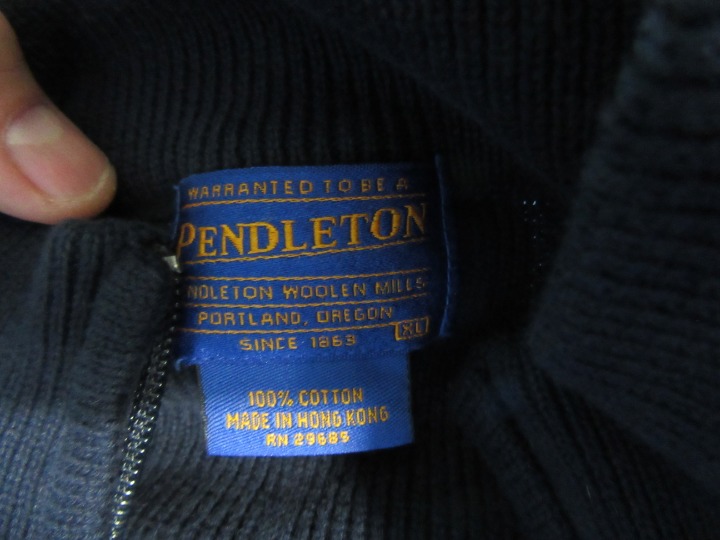 WARRANTED TO BE A
PENDLETON
NDLETON WOOLEN MILLS
PORTLAND, OREGON
XL
SINCE 1863
100% COTTON
MADE IN HONG KONG
RN 29685